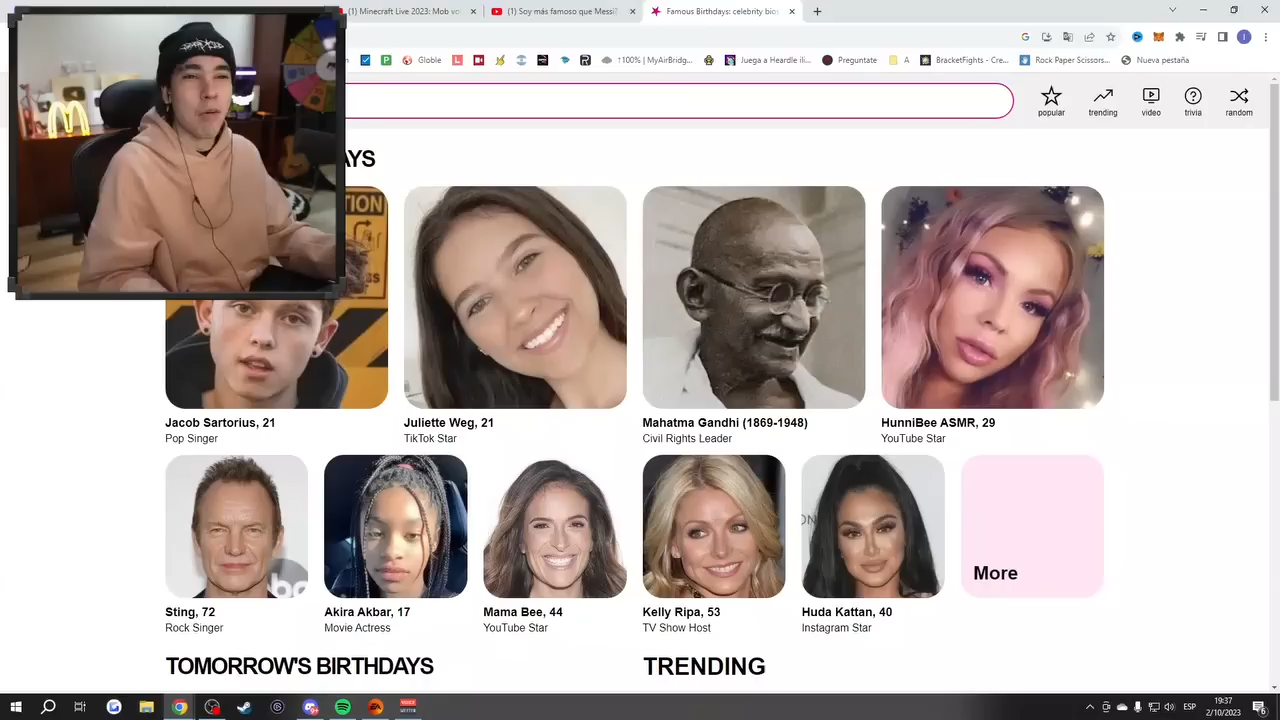 (1) Minecraft Live 2023: Mob vo
(1) Soy más famoso que Messi?
Famous Birthdays: celebrity bio
Globle
↑100% | MyAirBridg...
Juega a Heardle ili...
Preguntate
A
BracketFights - Cre...
Rock Paper Scissors...
Nueva pestaña
popular
trending
video
trivia
random
AYS
TION
Jacob Sartorius, 21
Pop Singer
Juliette Weg, 21
TikTok Star
Mahatma Gandhi (1869-1948)
Civil Rights Leader
HunniBee ASMR, 29
YouTube Star
More
Sting, 72
Rock Singer
Akira Akbar, 17
Movie Actress
Mama Bee, 44
YouTube Star
Kelly Ripa, 53
TV Show Host
Huda Kattan, 40
Instagram Star
TOMORROW'S BIRTHDAYS
TRENDING
ESP
19:37
2/10/2023